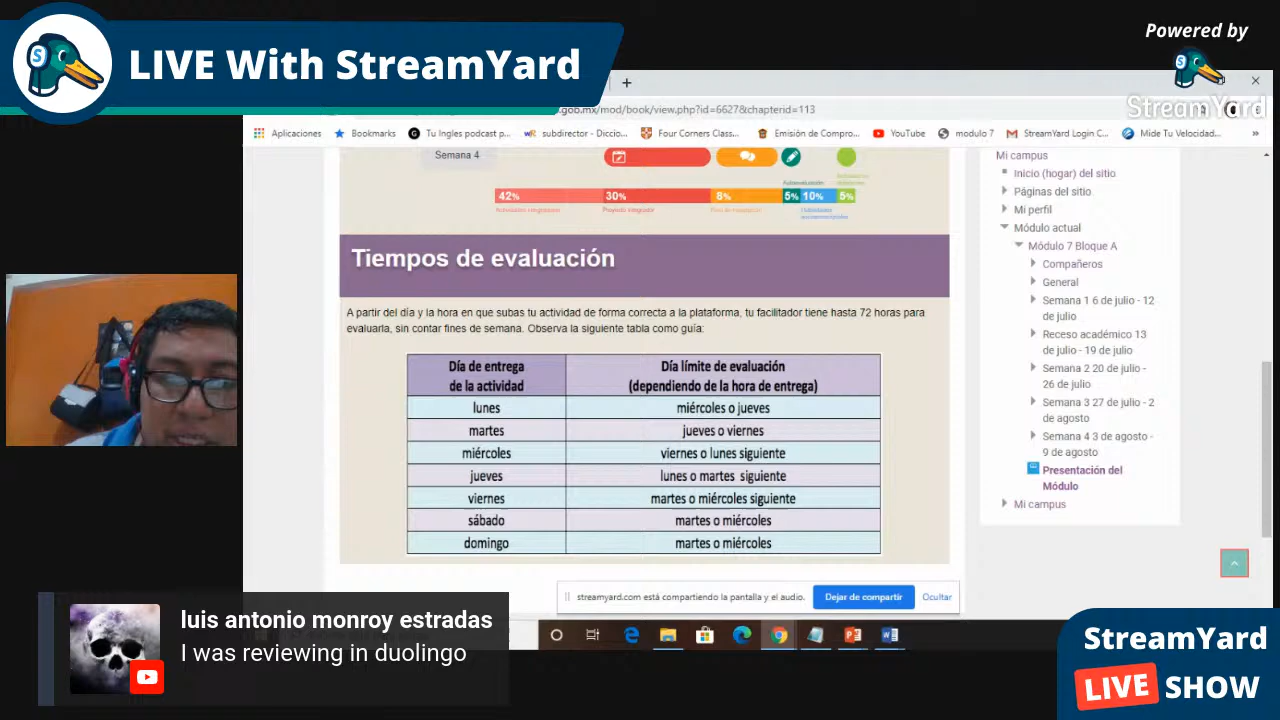 LIVE With StreamYard
Powered by
StreamYard
.gob.mx/mod/book/view.php?id=6627&chapterid=113
Aplicaciones
Bookmarks
Tu Ingles podcast p...
subdirector - Diccio...
Four Corners Class...
Emisión de Compro...
YouTube
modulo 7
StreamYard Login C...
Mide Tu Velocidad...
»
Semana 4
42%
30%
8%
5%
10%
5%
Tiempos de evaluación
A partir del día y la hora en que subas tu actividad de forma correcta a la plataforma, tu facilitador tiene hasta 72 horas para
evaluarla, sin contar fines de semana. Observa la siguiente tabla como guía:
Día de entrega
de la actividad
Día límite de evaluación
(dependiendo de la hora de entrega)
lunes
miércoles o jueves
martes
jueves o viernes
miércoles
viernes o lunes siguiente
jueves
lunes o martes siguiente
viernes
martes o miércoles siguiente
sábado
martes o miércoles
domingo
martes o miércoles
Mi campus
Inicio (hogar) del sitio
Páginas del sitio
Mi perfil
Módulo actual
Módulo 7 Bloque A
Compañeros
General
Semana 1 6 de julio - 12
de julio
Receso académico 13
de julio - 19 de julio
Semana 2 20 de julio -
26 de julio
Semana 3 27 de julio - 2
de agosto
Semana 4 3 de agosto -
9 de agosto
Presentación del
Módulo
Mi campus
streamyard.com está compartiendo la pantalla y el audio.
Dejar de compartir
Ocultar
luis antonio monroy estradas
I was reviewing in duolingo
StreamYard
LIVE SHOW